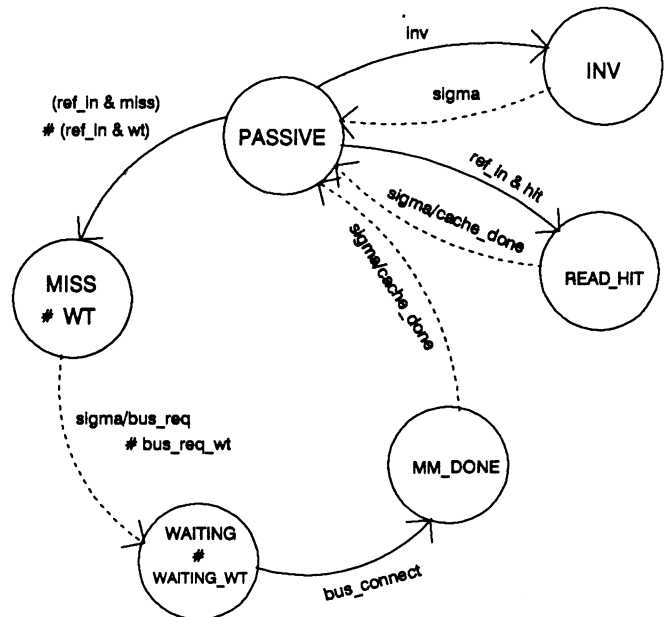 inv
INV
sigma
(ref_in & miss)
# (ref_in & wt)
PASSIVE
ref_in & hit
sigma/cache_done
READ_HIT
sigma/cache_done
MISS
# WT
sigma/bus_req
# bus_req_wt
MM_DONE
WAITING
#
WAITING_WT
bus_connect